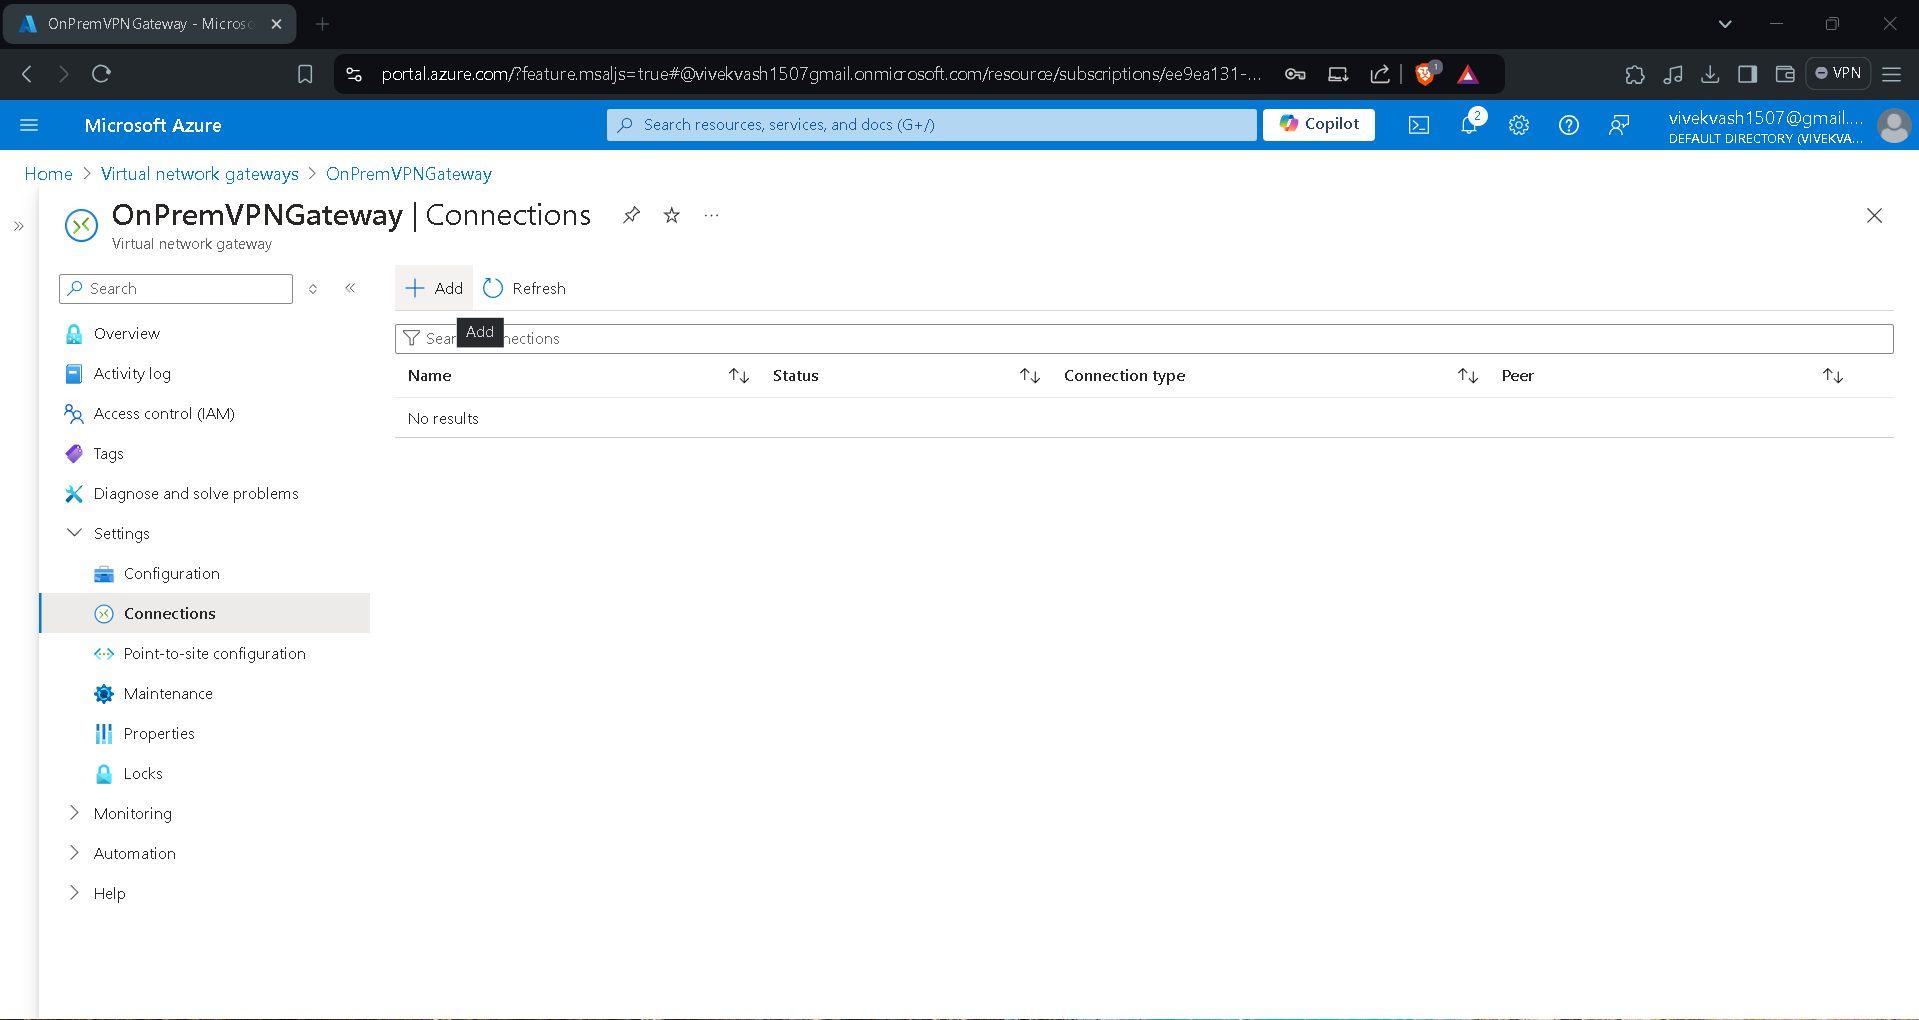 OnPremVPNGateway - Micros
portal.azure.com/?feature.msaljs=true#@vivekvash1507gmail.onmicrosoft.com/resource/subscriptions/ee9ea131-...
1
VPN
Microsoft Azure
Search resources, services, and docs (G+/)
Copilot
2
vivekvash1507@gmail....
DEFAULT DIRECTORY (VIVEKVA...
Home > Virtual network gateways > OnPremVPNGateway
OnPremVPNGateway | Connections
Virtual network gateway
Search
Add
Refresh
Add
Sear nections
Name
Status
Connection type
Peer
No results
Overview
Activity log
Access control (IAM)
Tags
Diagnose and solve problems
Settings
Configuration
Connections
Point-to-site configuration
Maintenance
Properties
Locks
Monitoring
Automation
Help